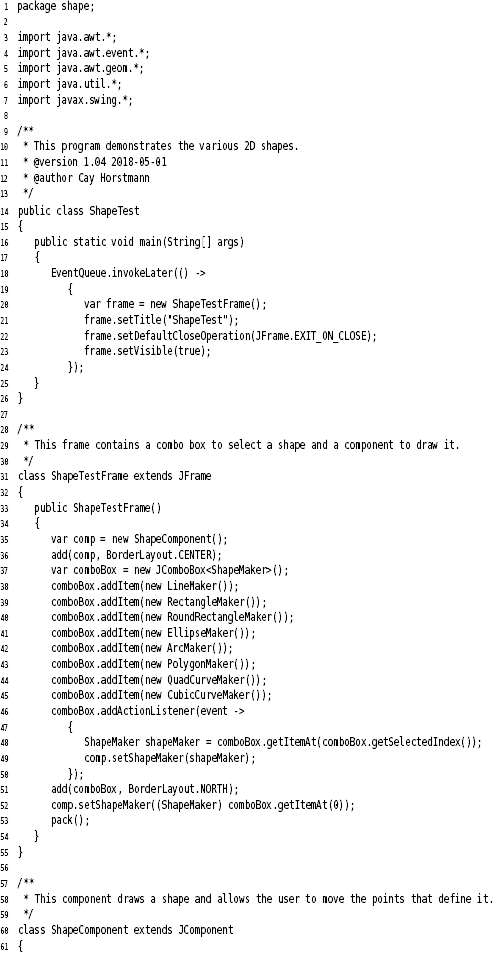 1 package shape;
2
3 import java.awt.*;
4 import java.awt.event.*;
5 import java.awt.geom.*;
6 import java.util.*;
7 import javax.swing.*;
8
9 /**
10  * This program demonstrates the various 2D shapes.
11  * @version 1.04 2018-05-01
12  * @author Cay Horstmann
13  */
14 public class ShapeTest
15 {
16    public static void main(String[] args)
17    {
18       EventQueue.invokeLater(() ->
19          {
20             var frame = new ShapeTestFrame();
21             frame.setTitle("ShapeTest");
22             frame.setDefaultCloseOperation(JFrame.EXIT_ON_CLOSE);
23             frame.setVisible(true);
24          });
25    }
26 }
27
28 /**
29  * This frame contains a combo box to select a shape and a component to draw it.
30  */
31 class ShapeTestFrame extends JFrame
32 {
33    public ShapeTestFrame()
34    {
35       var comp = new ShapeComponent();
36       add(comp, BorderLayout.CENTER);
37       var comboBox = new JComboBox<ShapeMaker>();
38       comboBox.addItem(new LineMaker());
39       comboBox.addItem(new RectangleMaker());
40       comboBox.addItem(new RoundRectangleMaker());
41       comboBox.addItem(new EllipseMaker());
42       comboBox.addItem(new ArcMaker());
43       comboBox.addItem(new PolygonMaker());
44       comboBox.addItem(new QuadCurveMaker());
45       comboBox.addItem(new CubicCurveMaker());
46       comboBox.addActionListener(event ->
47          {
48             ShapeMaker shapeMaker = comboBox.getItemAt(comboBox.getSelectedIndex());
49             comp.setShapeMaker(shapeMaker);
50          });
51       add(comboBox, BorderLayout.NORTH);
52       comp.setShapeMaker((ShapeMaker) comboBox.getItemAt(0));
53       pack();
54    }
55 }
56
57 /**
58  * This component draws a shape and allows the user to move the points that define it.
59  */
60 class ShapeComponent extends JComponent
61 {